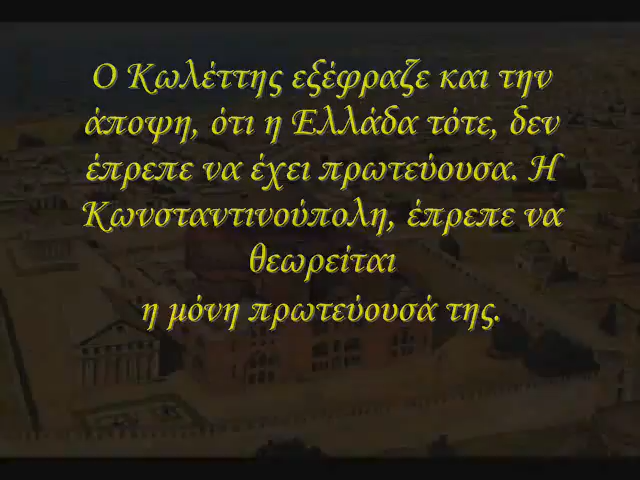 Ο Κωλέττης εξέφραζε και την
άποψη, ότι η Ελλάδα τότε, δεν
έπρεπε να έχει πρωτεύουσα. Η
Κωνσταντινούπολη, έπρεπε να
θεωρείται
η μόνη πρωτεύουσά της.